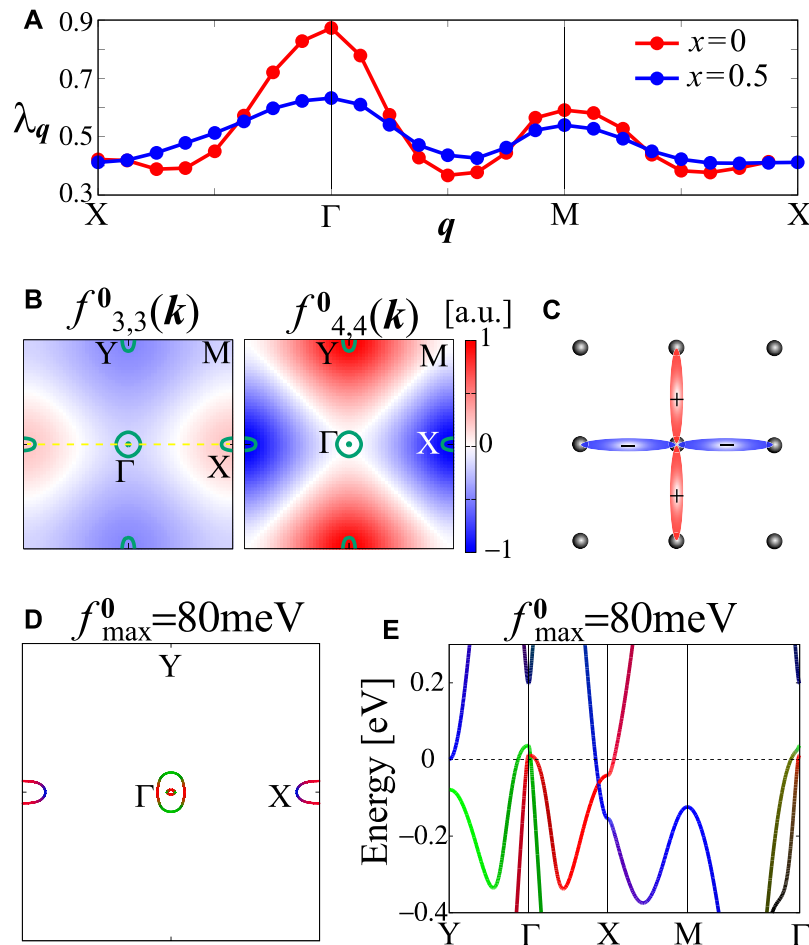 A
0.9
0.7
0.5
0.3
λq
x=0
x=0.5
X
Γ
M
X
q
B
f⁰3,3(k)
f⁰4,4(k)
[a.u.]
C
Y
M
Γ
X
Y
M
Γ
X
1
0
−1
+
−
−
+
D
f⁰max=80meV
Y
Γ
X
E
f⁰max=80meV
Energy [eV]
0.2
0
−0.2
−0.4
Y
Γ
X
M
Γ